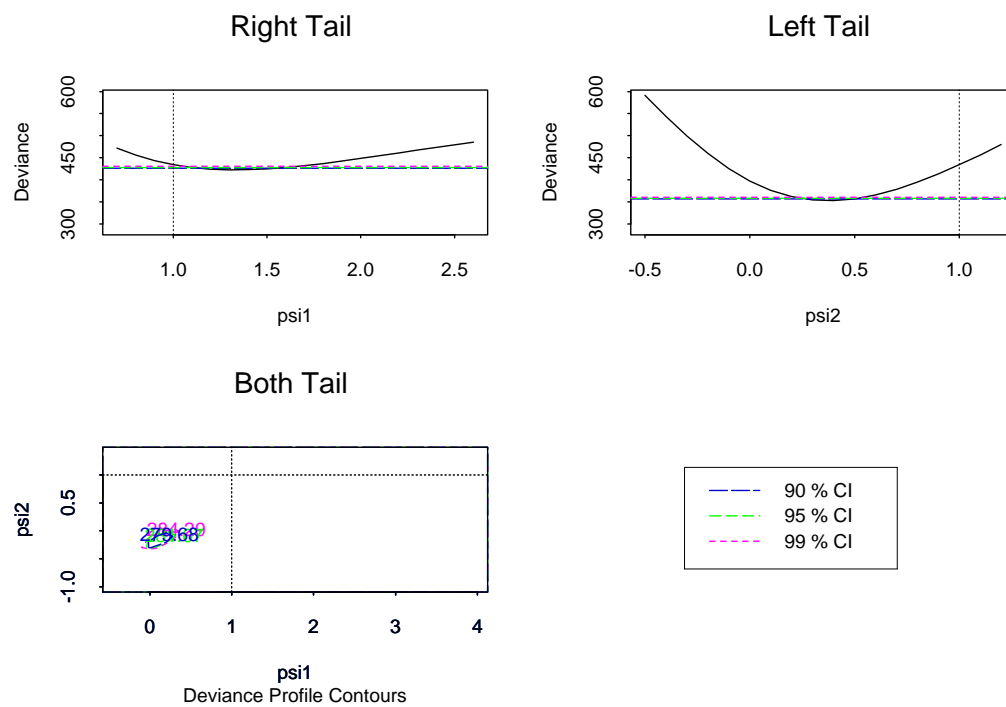 Right Tail
Deviance
600
450
300
1.0
1.5
2.0
2.5
psi1
Left Tail
Deviance
600
450
300
-0.5
0.0
0.5
1.0
psi2
Both Tail
psi2
0.5
-1.0
0
1
2
3
4
psi1
Deviance Profile Contours
90 % CI
95 % CI
99 % CI